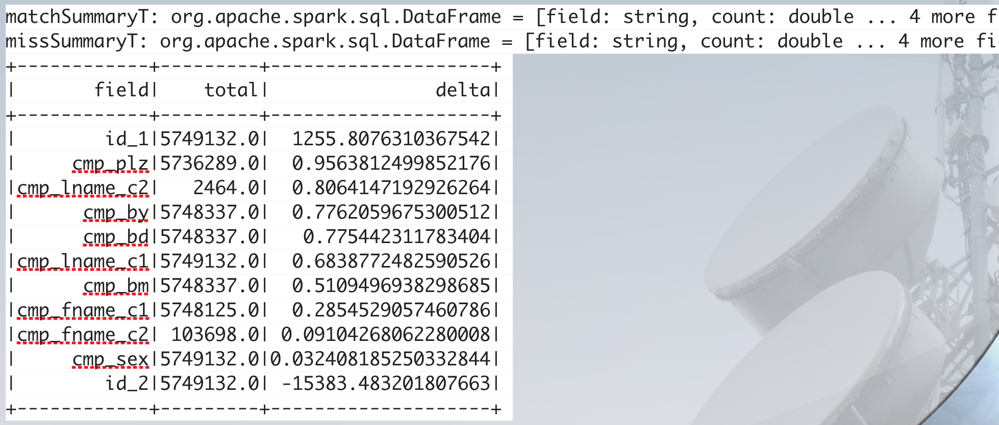 matchSummaryT: org.apache.spark.sql.DataFrame = [field: string, count: double ... 4 more f
missSummaryT: org.apache.spark.sql.DataFrame = [field: string, count: double ... 4 more fi
+------------+---------+--------------------+
|       field|    total|               delta|
+------------+---------+--------------------+
|        id_1|5749132.0|  1255.8076310367542|
|     cmp_plz|5736289.0|  0.9563812499852176|
|cmp_lname_c2|   2464.0|  0.8064147192926264|
|      cmp_by|5748337.0|  0.7762059675300512|
|      cmp_bd|5748337.0|   0.775442311783404|
|cmp_lname_c1|5749132.0|  0.6838772482590526|
|      cmp_bm|5748337.0|  0.5109496938298685|
|cmp_fname_c1|5748125.0|  0.2854529057460786|
|cmp_fname_c2| 103698.0| 0.09104268062280008|
|     cmp_sex|5749132.0|0.032408185250332844|
|        id_2|5749132.0| -15383.483201807663|
+------------+---------+--------------------+